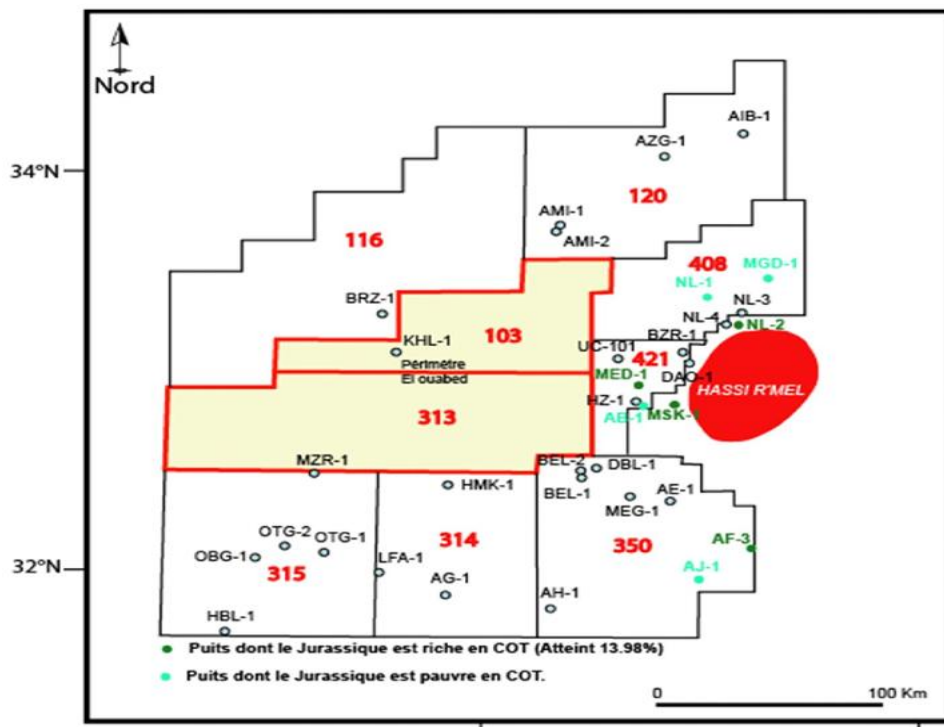 Nord
34°N
AIB-1
AZG-1
120
AMI-1
AMI-2
116
408
MGD-1
NL-1
BRZ-1
NL-3
103
NL-4
NL-2
KHL-1
BZR-1
UC-101
421
Périmètre
El ouabed
MED-1
DAO-1
HASSI R'MEL
HZ-1
AB-1
MSK-1
313
MZR-1
BEL-2
DBL-1
HMK-1
BEL-1
AE-1
MEG-1
OTG-2
OTG-1
314
350
AF-3
OBG-1
LFA-1
AJ-1
32°N
315
AG-1
AH-1
HBL-1
Puits dont le Jurassique est riche en COT (Atteint 13.98%)
Puits dont le Jurassique est pauvre en COT.
0 100 Km